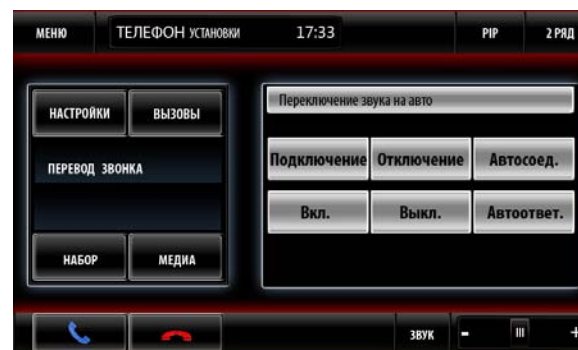 МЕНЮ ТЕЛЕФОН УСТАНОВКИ 17:33 PIP 2 РЯД
НАСТРОЙКИ ВЫЗОВЫ
ПЕРЕВОД ЗВОНКА
НАБОР МЕДИА
Переключение звука на авто
Подключение Отключение Автосоед.
Вкл. Выкл. Автоответ.
ЗВУК - +